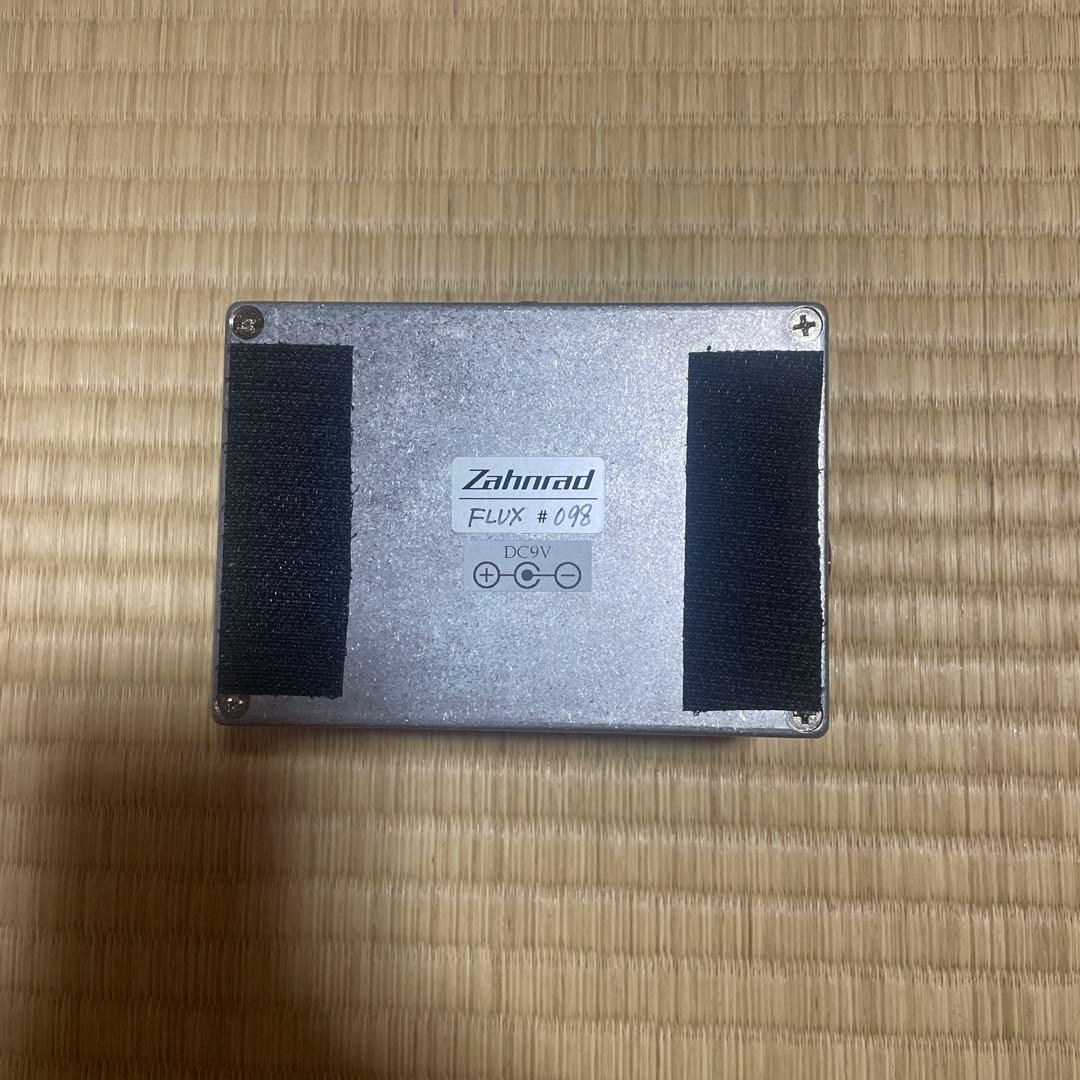 Zahnrad
FLUX # 098
DC9V
+ -